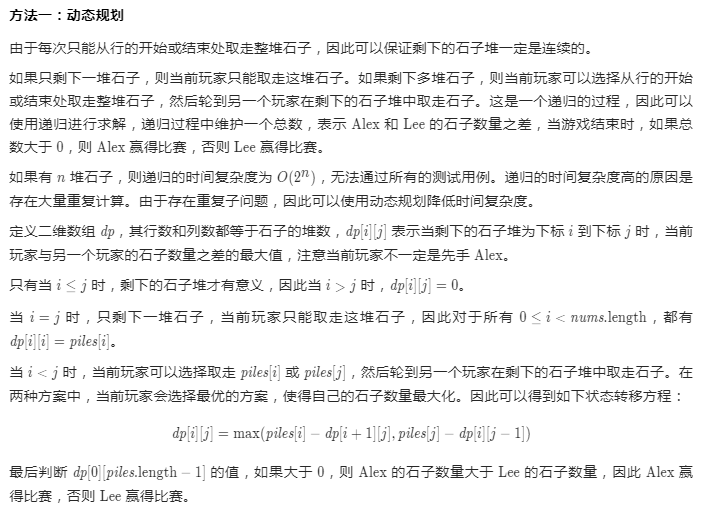 方法一：动态规划
由于每次只能从行的开始或结束处取走整堆石子，因此可以保证剩下的石子堆一定是连续的。
如果只剩下一堆石子，则当前玩家只能取走这堆石子。如果剩下多堆石子，则当前玩家可以选择从行的开始
或结束处取走整堆石子，然后轮到另一个玩家在剩下的石子堆中取走石子。这是一个递归的过程，因此可以
使用递归进行求解，递归过程中维护一个总数，表示 Alex 和 Lee 的石子数量之差，当游戏结束时，如果总
数大于 0，则 Alex 赢得比赛，否则 Lee 赢得比赛。
如果有 n 堆石子，则递归的时间复杂度为 O(2^n)，无法通过所有的测试用例。递归的时间复杂度高的原因是
存在大量重复计算。由于存在重复子问题，因此可以使用动态规划降低时间复杂度。
定义二维数组 dp，其行数和列数都等于石子的堆数，dp[i][j] 表示当剩下的石子堆为下标 i 到下标 j 时，当前
玩家与另一个玩家的石子数量之差的最大值，注意当前玩家不一定是先手 Alex。
只有当 i ≤ j 时，剩下的石子堆才有意义，因此当 i > j 时，dp[i][j] = 0。
当 i = j 时，只剩下一堆石子，当前玩家只能取走这堆石子，因此对于所有 0 ≤ i < nums.length，都有
dp[i][i] = piles[i]。
当 i < j 时，当前玩家可以选择取走 piles[i] 或 piles[j]，然后轮到另一个玩家在剩下的石子堆中取走石子。在
两种方案中，当前玩家会选择最优的方案，使得自己的石子数量最大化。因此可以得到如下状态转移方程：
dp[i][j] = max(piles[i] − dp[i + 1][j], piles[j] − dp[i][j − 1])
最后判断 dp[0][piles.length − 1] 的值，如果大于 0，则 Alex 的石子数量大于 Lee 的石子数量，因此 Alex 赢
得比赛，否则 Lee 赢得比赛。